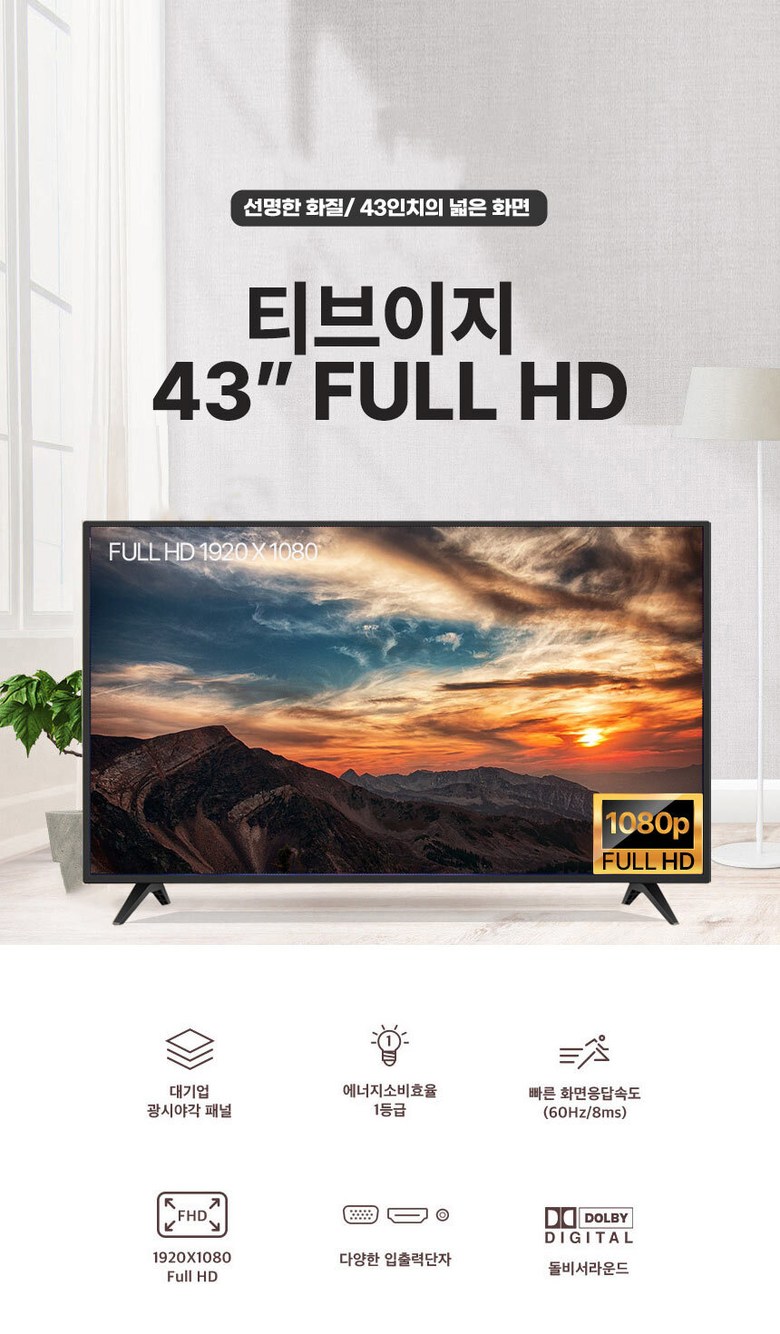 선명한 화질/ 43인치의 넓은 화면
티브이지
43” FULL HD
FULL HD 1920 X 1080
1080p
FULL HD
1
대기업
광시야각 패널
에너지소비효율
1등급
빠른 화면응답속도
(60Hz/8ms)
FHD
1920X1080
Full HD
다양한 입출력단자
DOLBY
DIGITAL
돌비서라운드